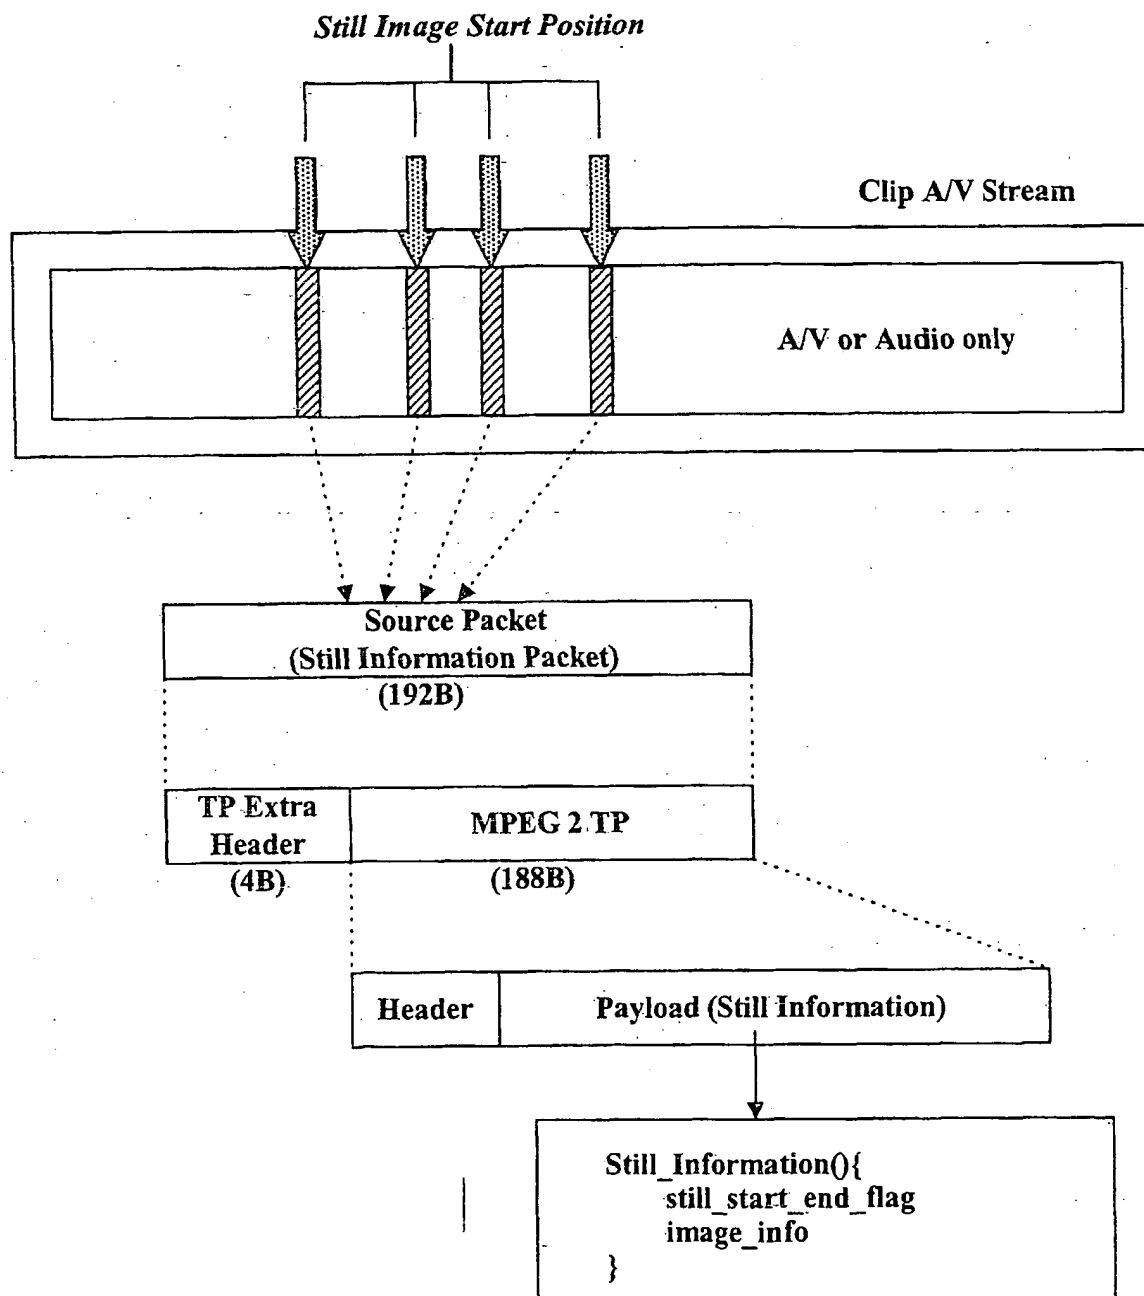 Still Image Start Position
Clip A/V Stream
A/V or Audio only
Source Packet
(Still Information Packet)
(192B)
TP Extra
Header
MPEG 2 TP
(4B)
(188B)
Header
Payload (Still Information)
Still_Information(){
still_start_end_flag
image_info
}